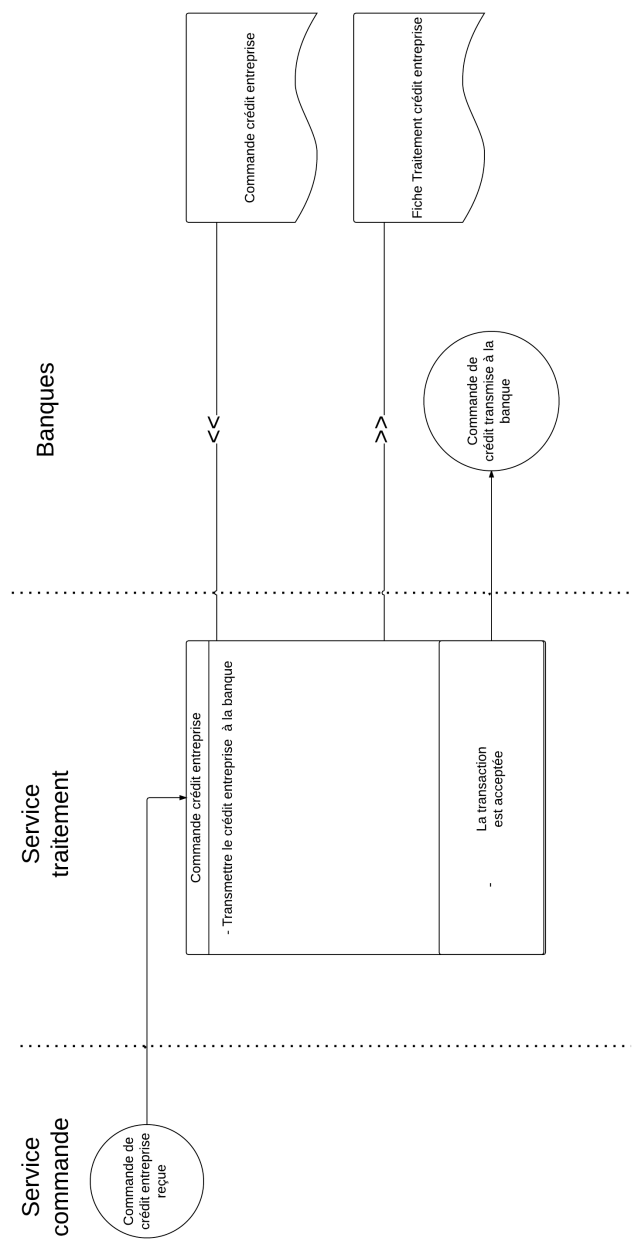 Service
commande
Service
traitement
Banques
Commande de
crédit entreprise
reçue
Commande crédit entreprise
- Transmettre le crédit entreprise  à la banque
-
La transaction
est acceptée
<<
>>
Commande crédit entreprise
Fiche Traitement crédit entreprise
Commande de
crédit transmise à la
banque